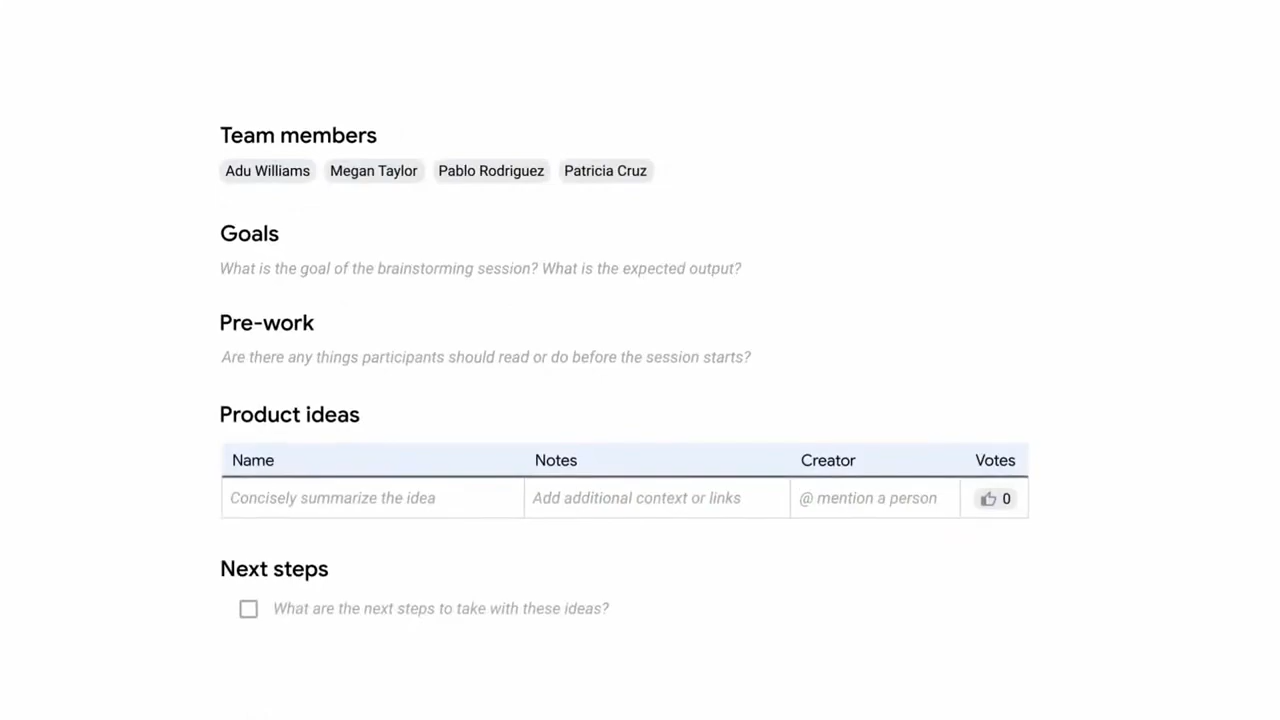 Team members
Adu Williams Megan Taylor Pablo Rodriguez Patricia Cruz
Goals
What is the goal of the brainstorming session? What is the expected output?
Pre-work
Are there any things participants should read or do before the session starts?
Product ideas
Name Notes Creator Votes
Concisely summarize the idea Add additional context or links @ mention a person 0
Next steps
What are the next steps to take with these ideas?